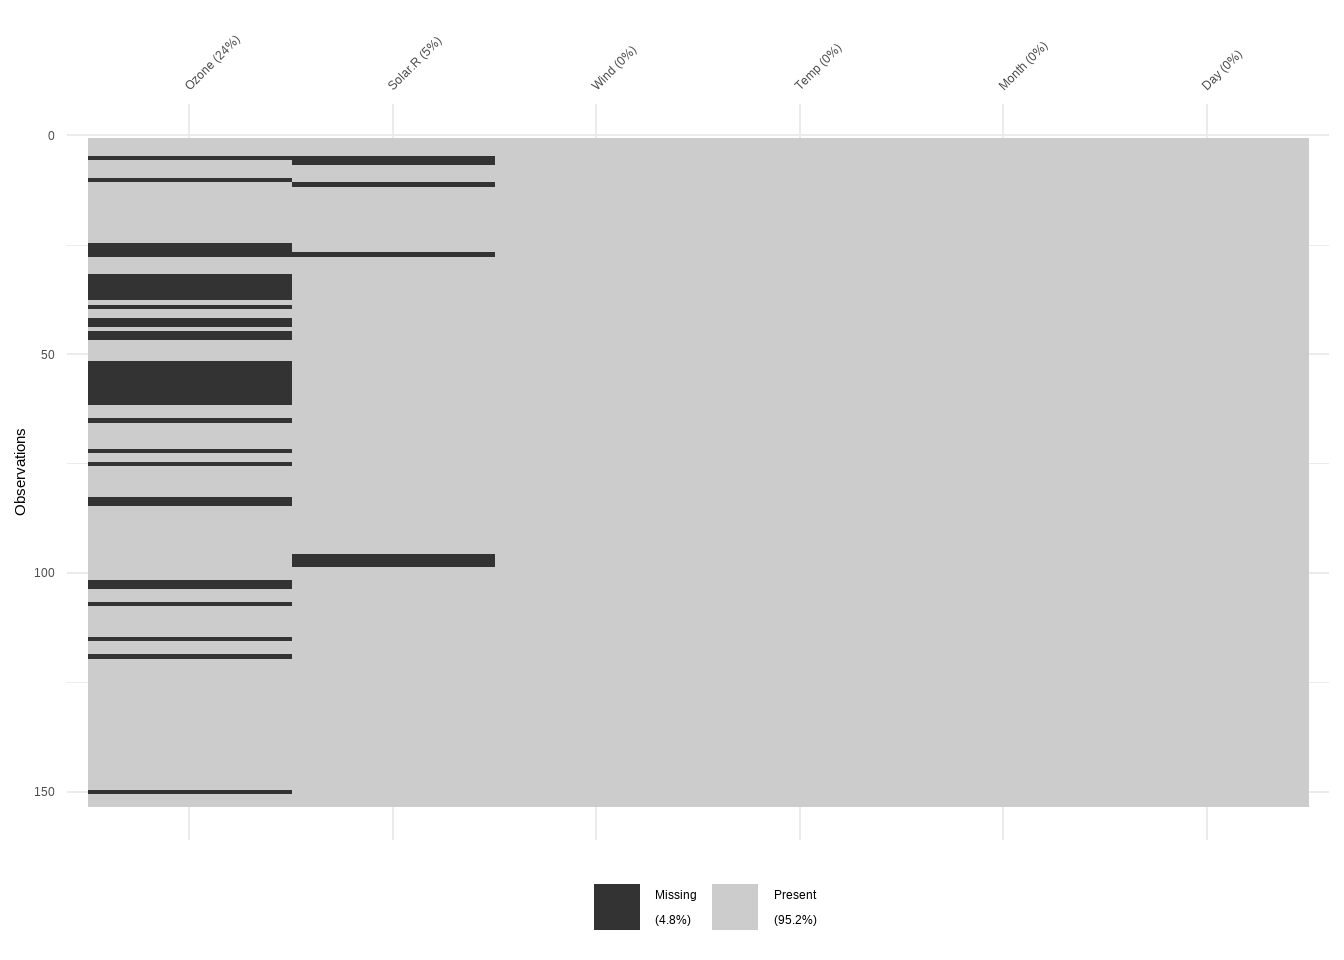 Ozone (24%)
Solar.R (5%)
Wind (0%)
Temp (0%)
Month (0%)
Day (0%)
0
50
100
150
Observations
Missing
(4.8%)
Present
(95.2%)